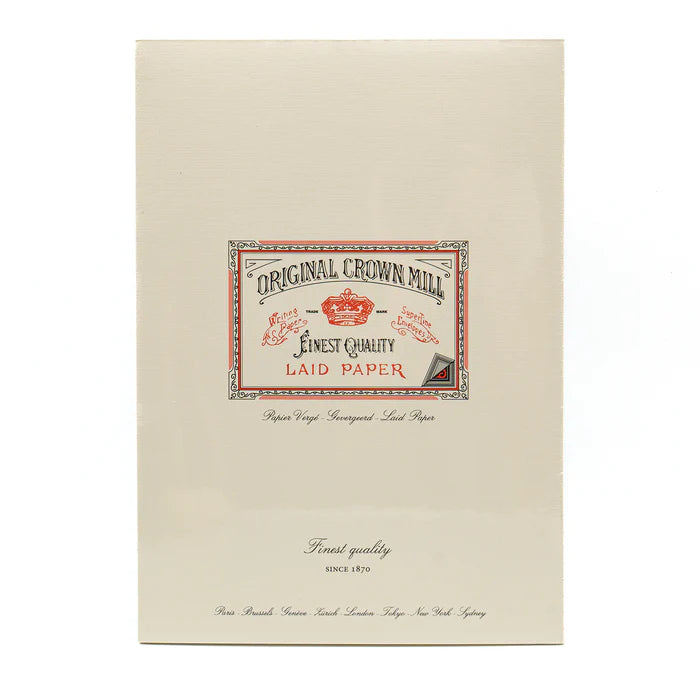 ORIGINAL CROWN MILL
Writing Paper
TRADE MARK
Superfine Envelopes
FINEST QUALITY
LAID PAPER
Papier Vergé - Gevergeerd - Laid Paper
Finest quality
SINCE 1870
Paris - Brussels - Genève - Zürich - London - Tokyo - New York - Sydney